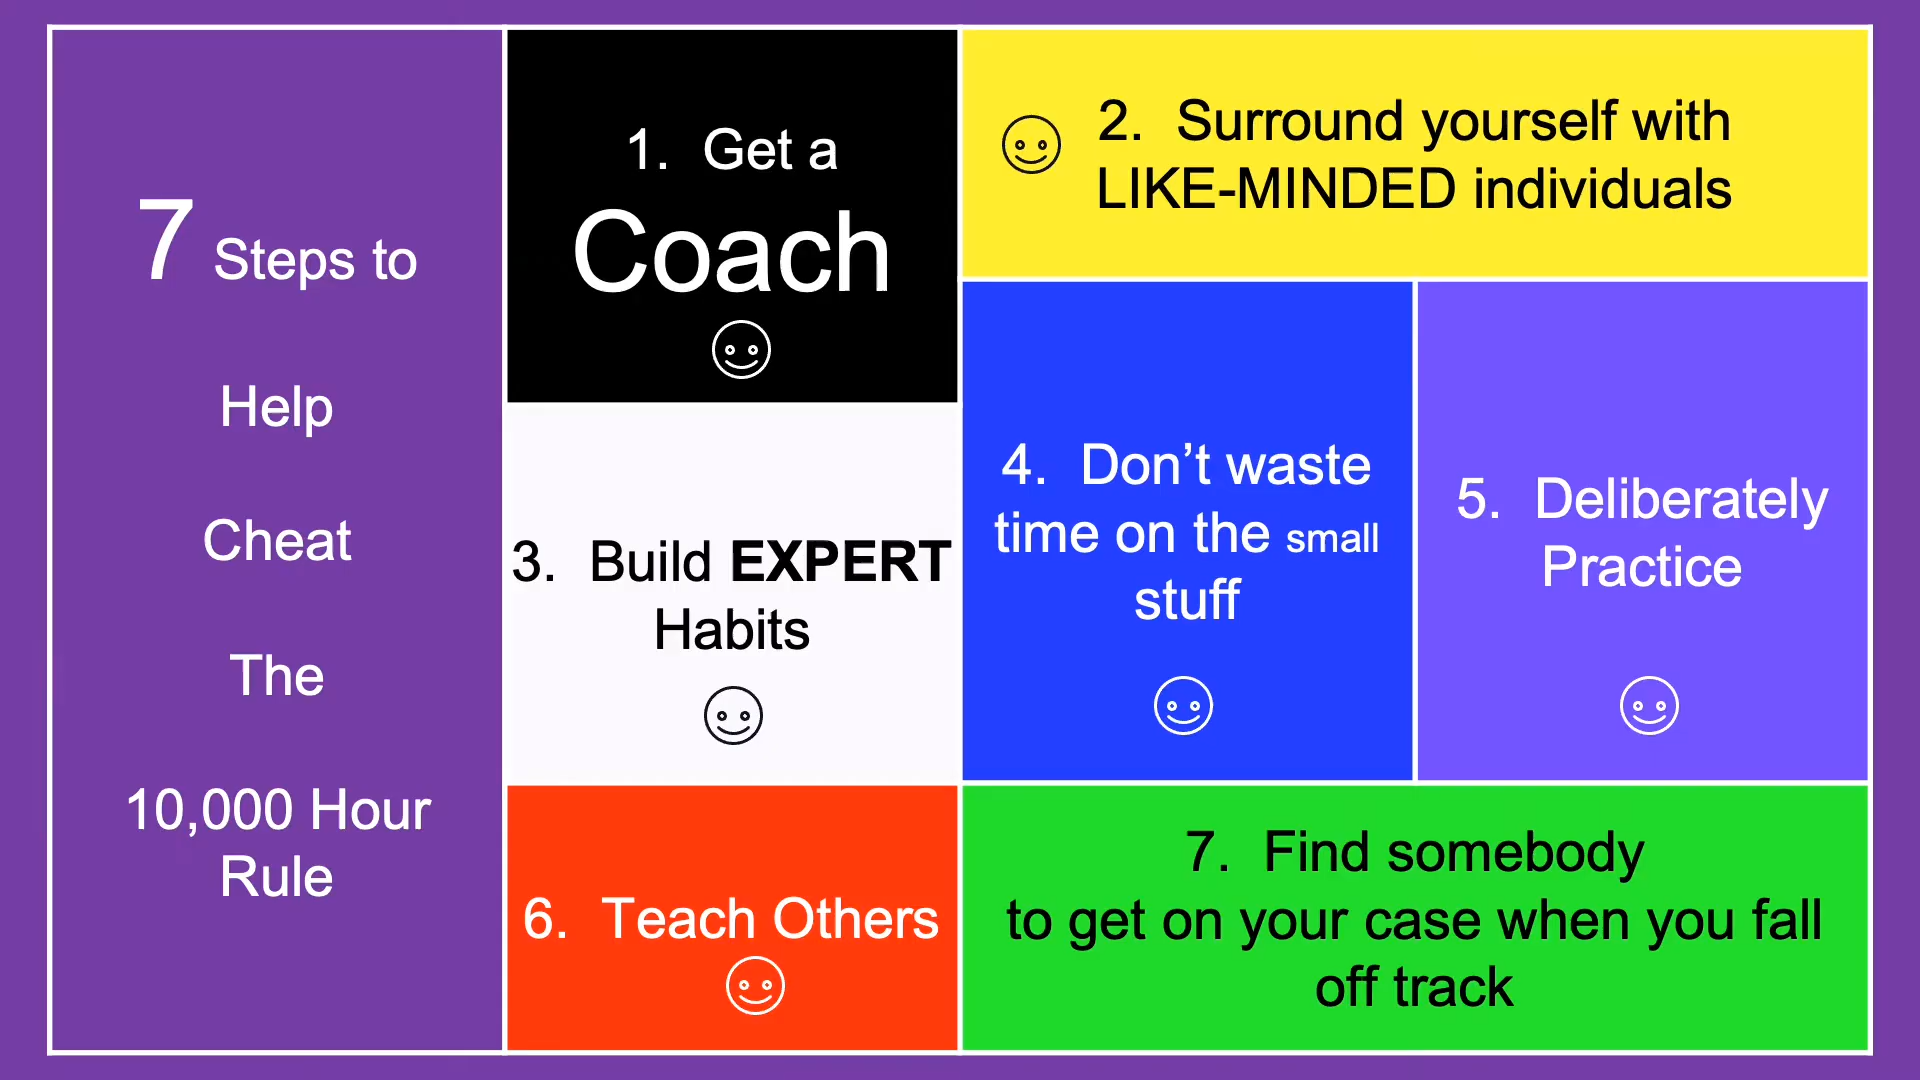 7 Steps to
Help
Cheat
The
10,000 Hour
Rule
1. Get a
Coach
2. Surround yourself with
LIKE-MINDED individuals
3. Build EXPERT
Habits
4. Don’t waste
time on the small
stuff
5. Deliberately
Practice
6. Teach Others
7. Find somebody
to get on your case when you fall
off track